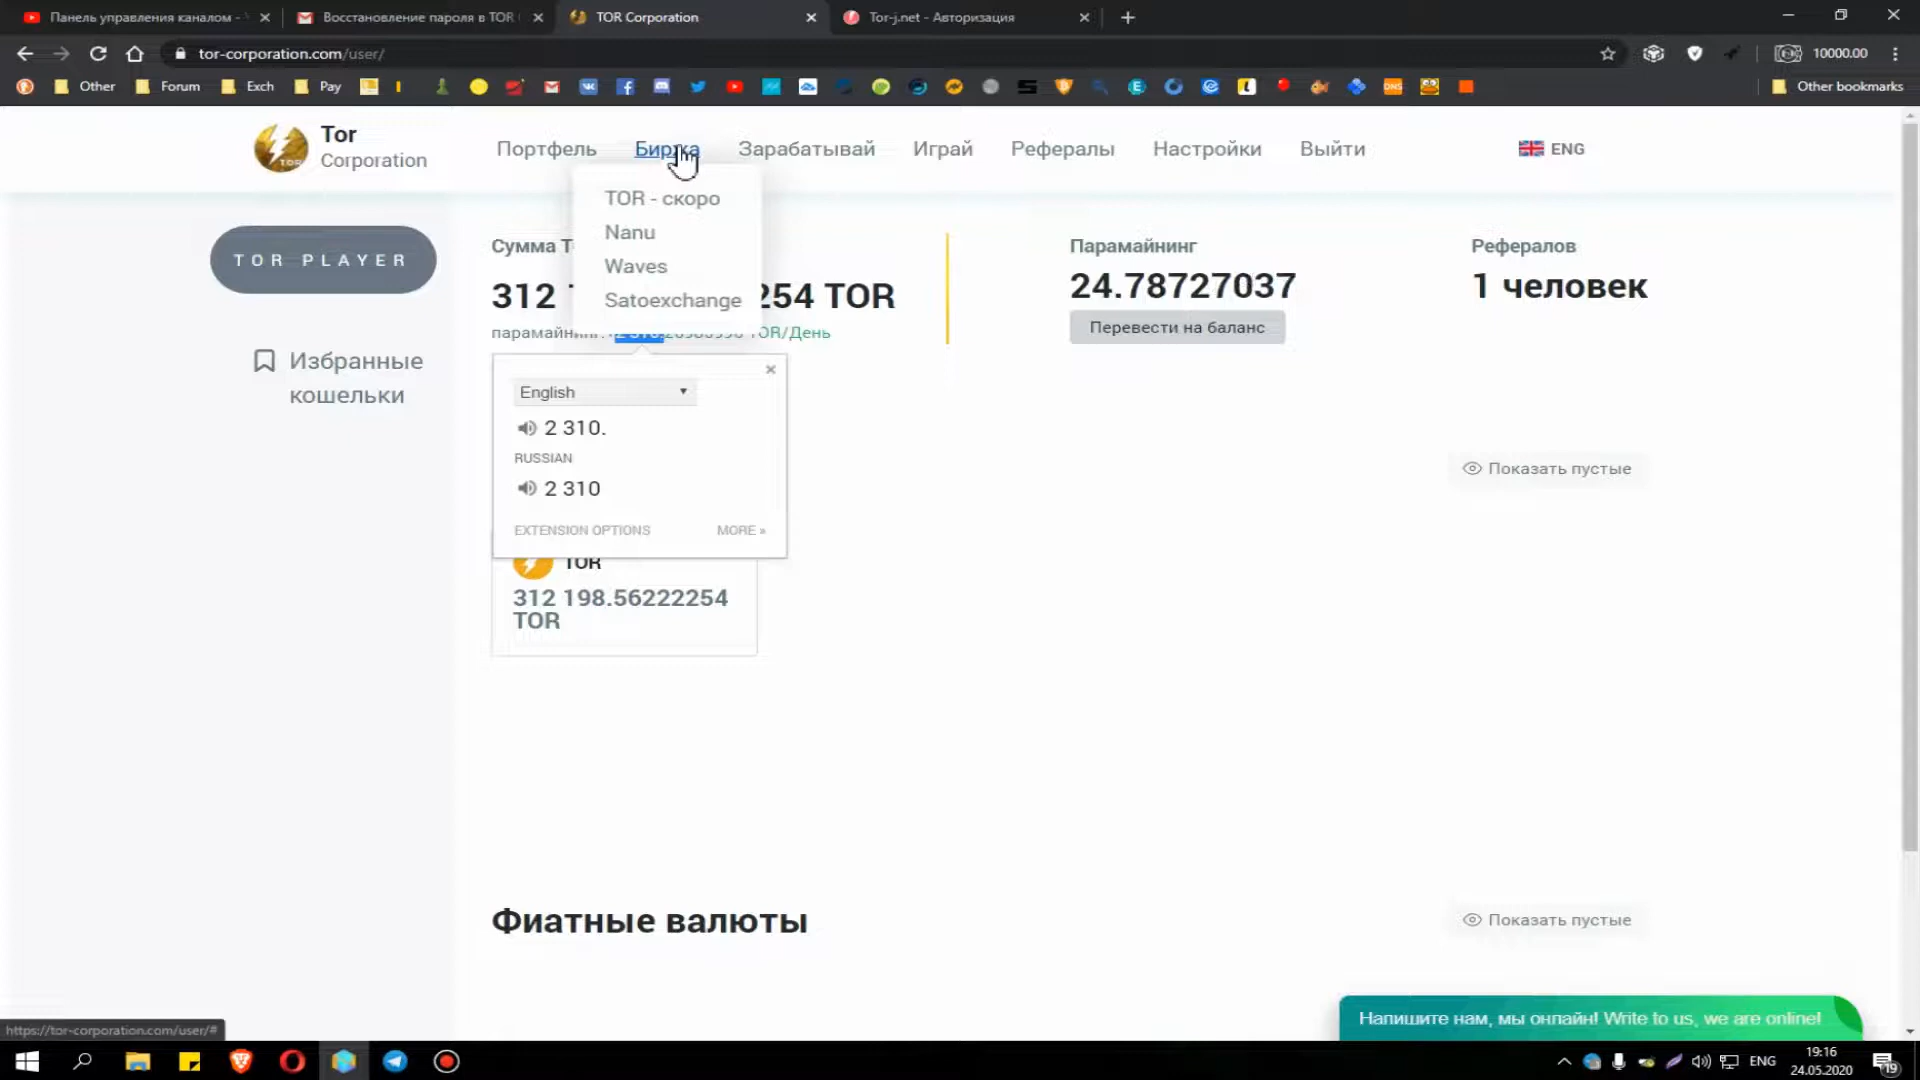 Панель управления каналом -
Восстановление пароля в TOR
TOR Corporation
Tor-j.net - Авторизация
tor-corporation.com/user/
10000.00
Other
Forum
Exch
Pay
Other bookmarks
Tor
Corporation
Портфель
Биржа
Зарабатывай
Играй
Рефералы
Настройки
Выйти
ENG
TOR - скоро
Nanu
Waves
Satoexchange
TOR PLAYER
Избранные
кошельки
Сумма
312
254 TOR
TOR/День
Парамайнинг
24.78727037
Перевести на баланс
Рефералов
1 человек
English
2 310.
RUSSIAN
2 310
EXTENSION OPTIONS
MORE »
Показать пустые
TOR
312 198.56222254
TOR
Фиатные валюты
Показать пустые
Напишите нам, мы онлайн! Write to us, we are online!
https://tor-corporation.com/user/#
ENG
19:16
24.05.2020
19